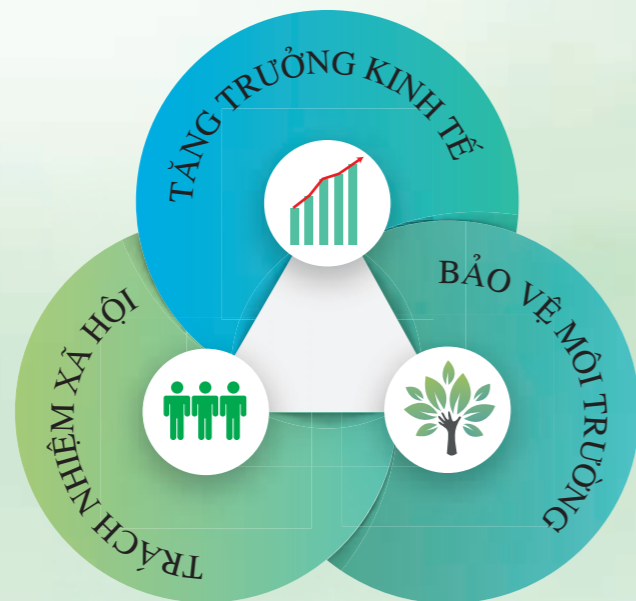 TĂNG TRƯỞNG KINH TẾ
BẢO VỆ MÔI TRƯỜNG
TRÁCH NHIỆM XÃ HỘI